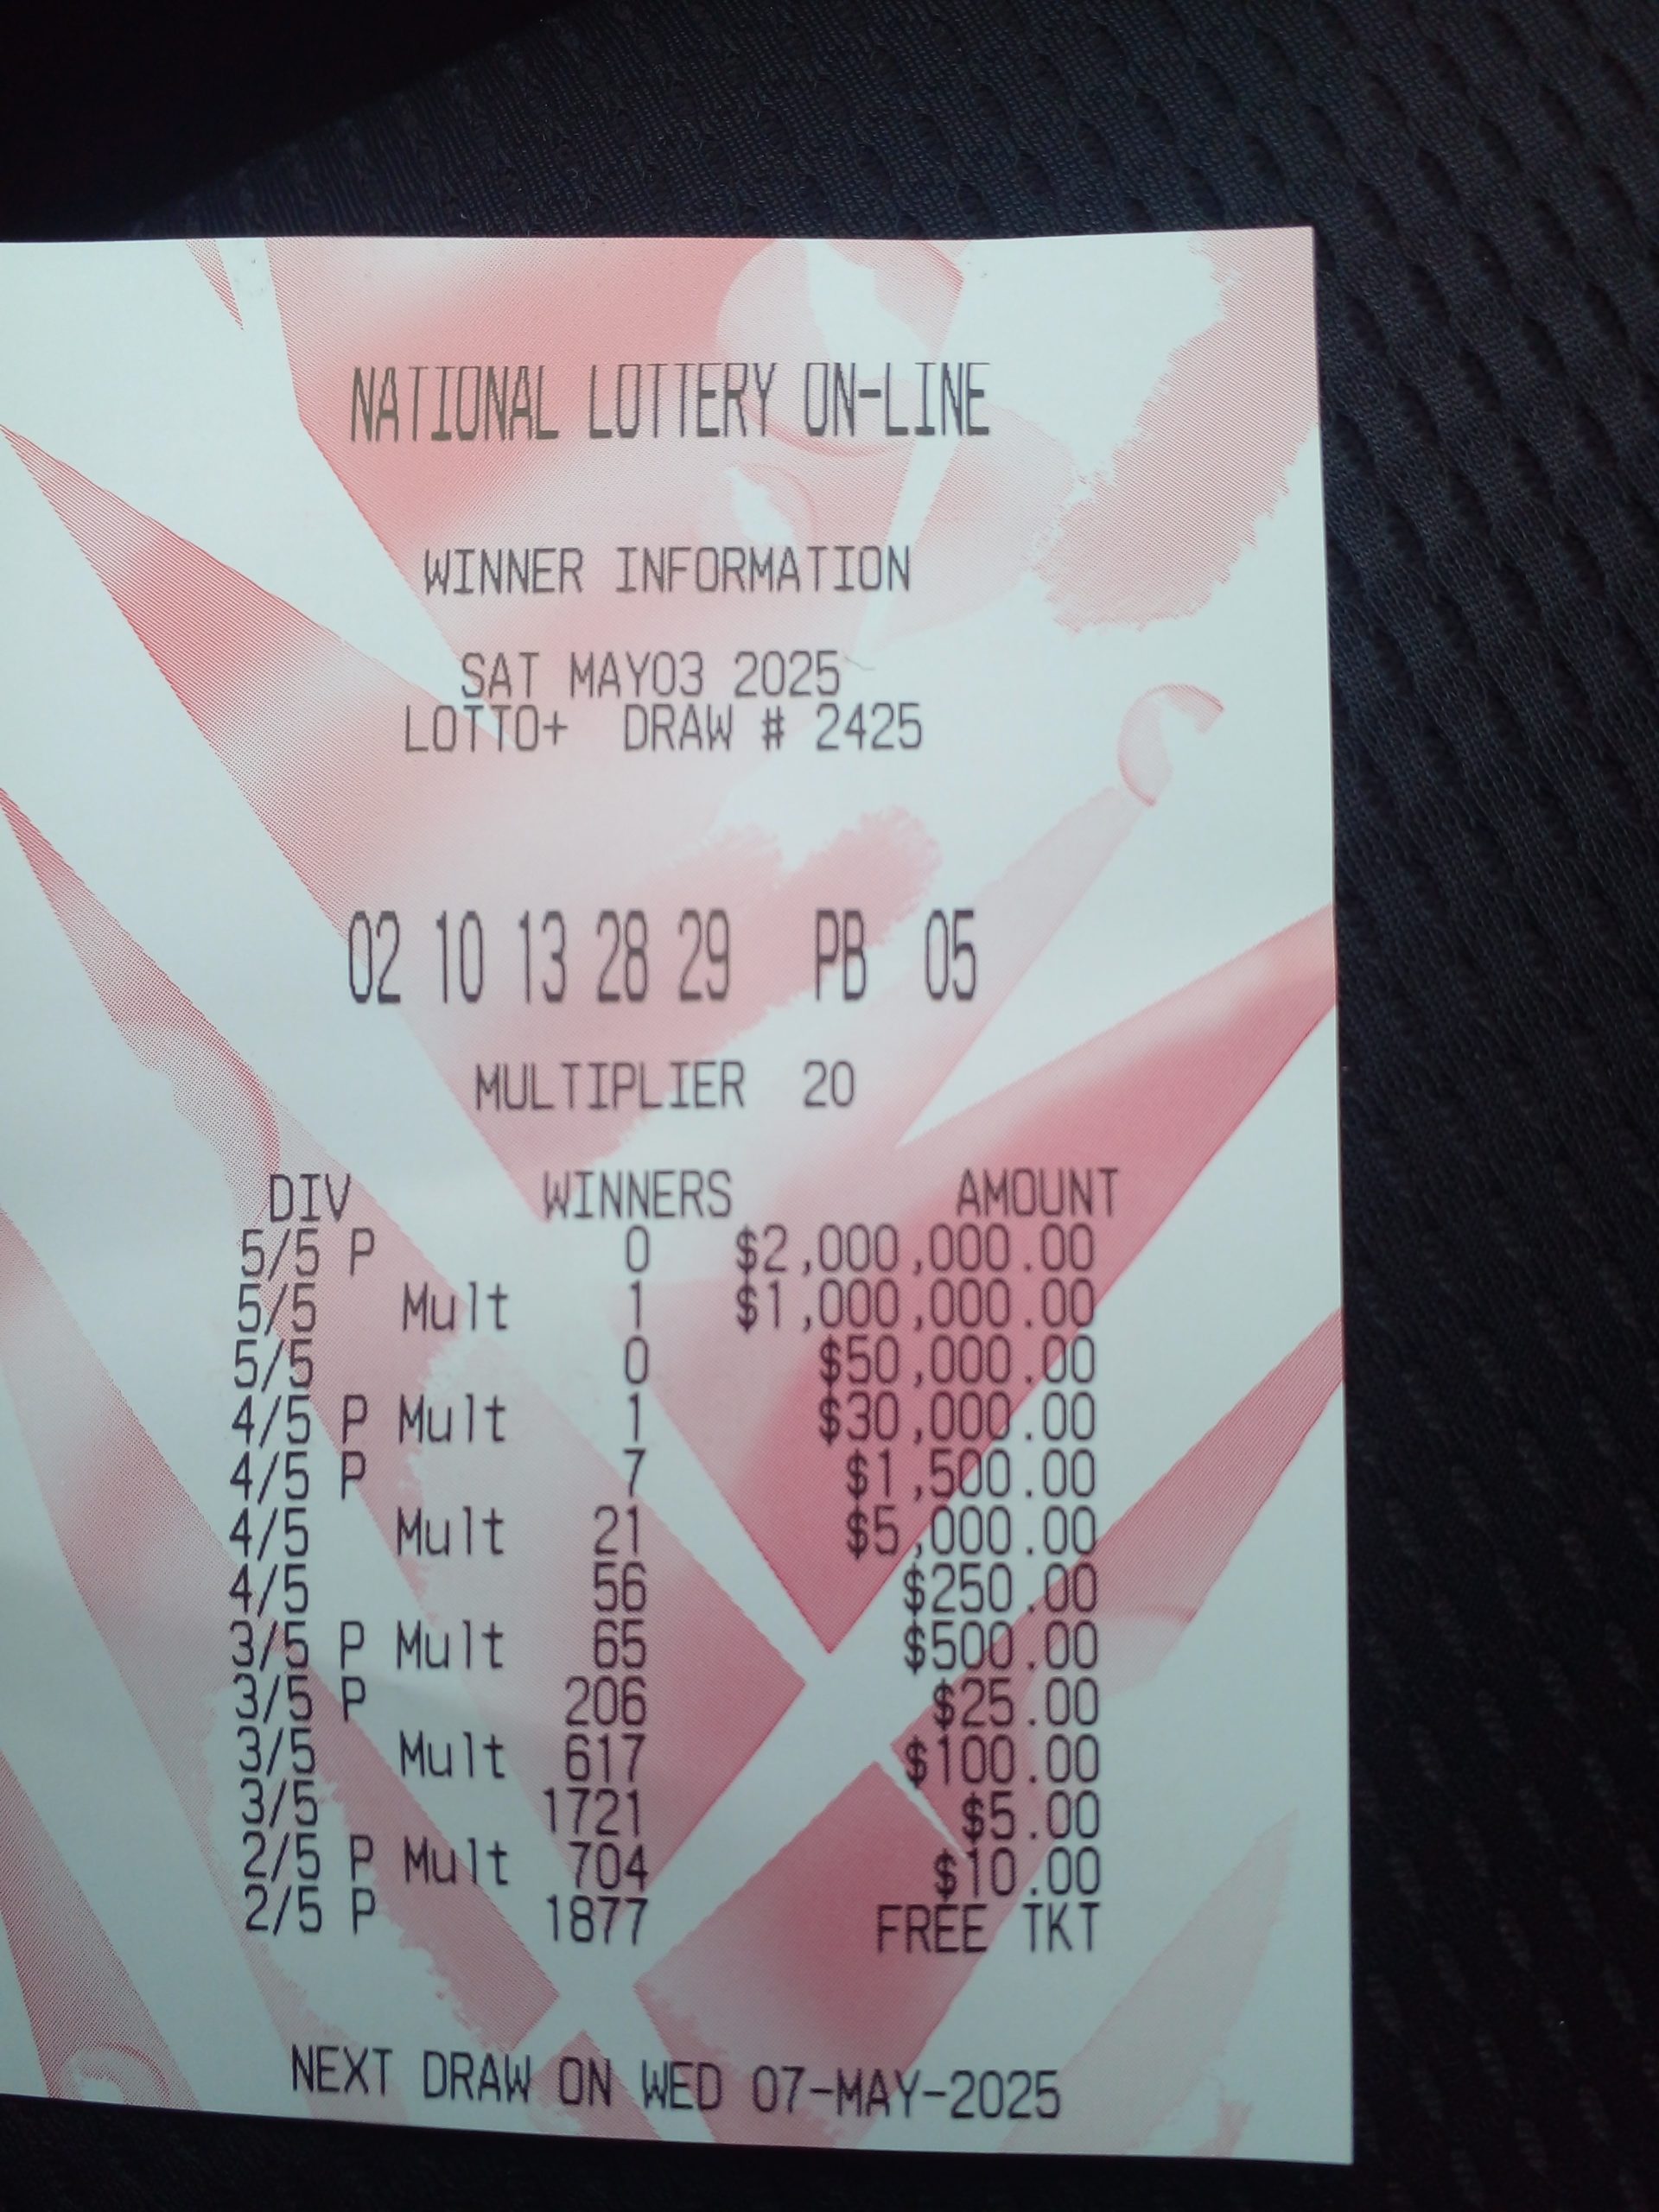 NATIONAL LOTTERY ON-LINE
WINNER INFORMATION
SAT MAY03 2025
LOTTO+ DRAW # 2425
02 10 13 28 29 PB 05
MULTIPLIER 20
DIV WINNERS AMOUNT
5/5 P 0 $2,000,000.00
5/5 Mult 1 $1,000,000.00
5/5 0 $50,000.00
4/5 P Mult 1 $30,000.00
4/5 P 7 $1,500.00
4/5 Mult 21 $5,000.00
4/5 56 $250.00
3/5 P Mult 65 $500.00
3/5 P 206 $25.00
3/5 Mult 617 $100.00
3/5 1721 $5.00
2/5 P Mult 704 $10.00
2/5 P 1877 FREE TKT
NEXT DRAW ON WED 07-MAY-2025